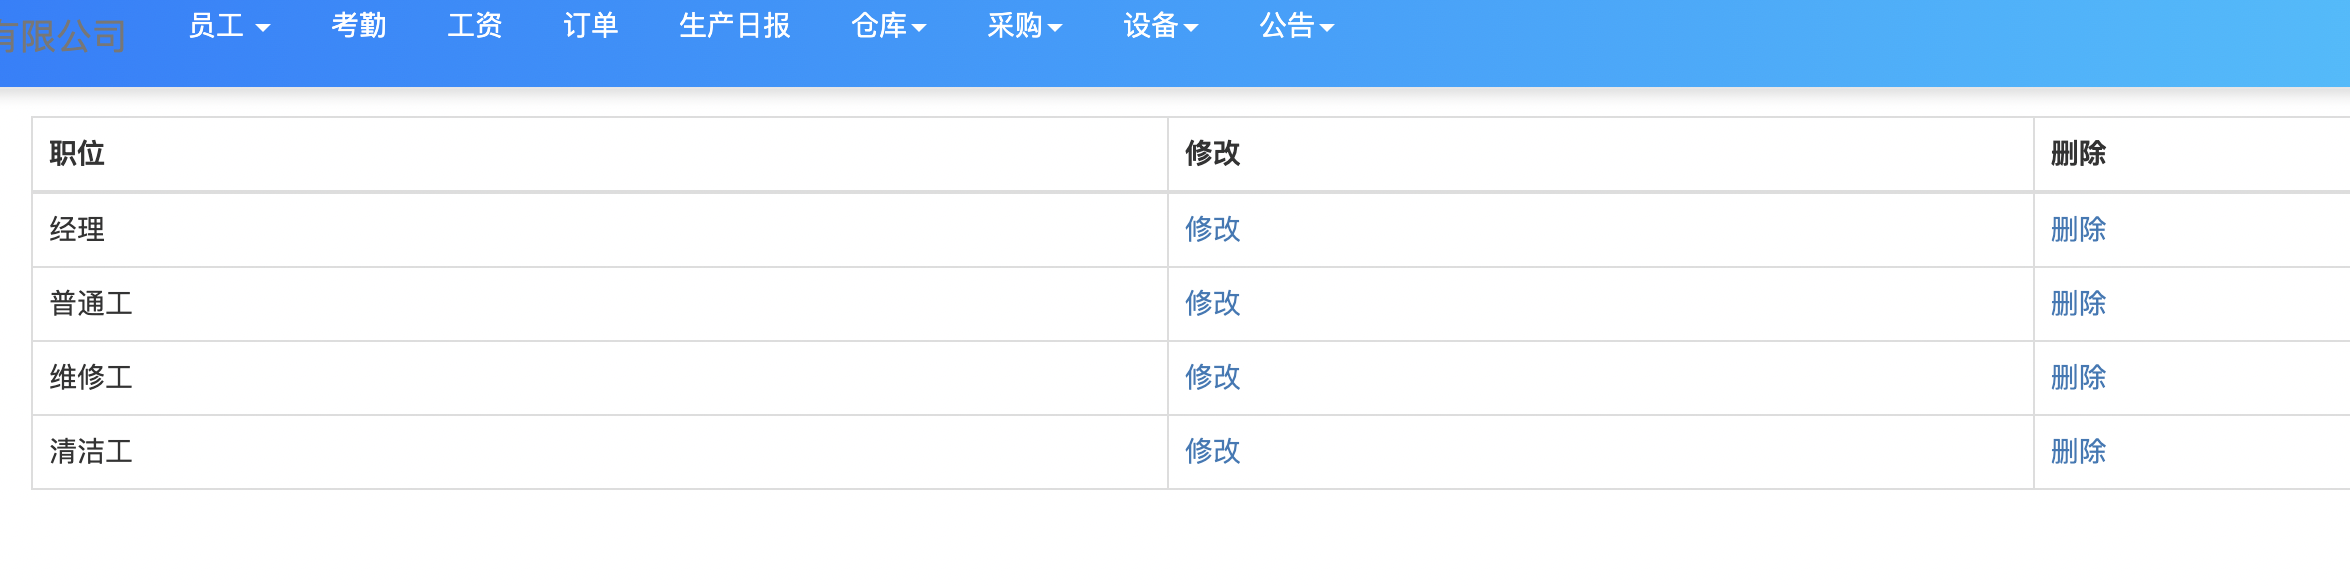 有限公司 员工 考勤 工资 订单 生产日报 仓库 采购 设备 公告
职位 修改 删除
经理 修改 删除
普通工 修改 删除
维修工 修改 删除
清洁工 修改 删除